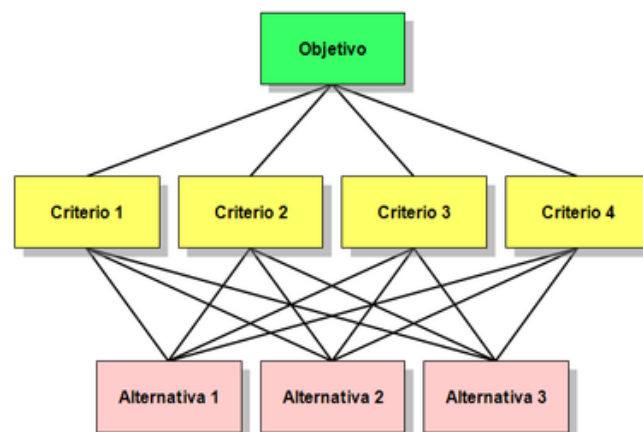 Objetivo
Criterio 1
Criterio 2
Criterio 3
Criterio 4
Alternativa 1
Alternativa 2
Alternativa 3